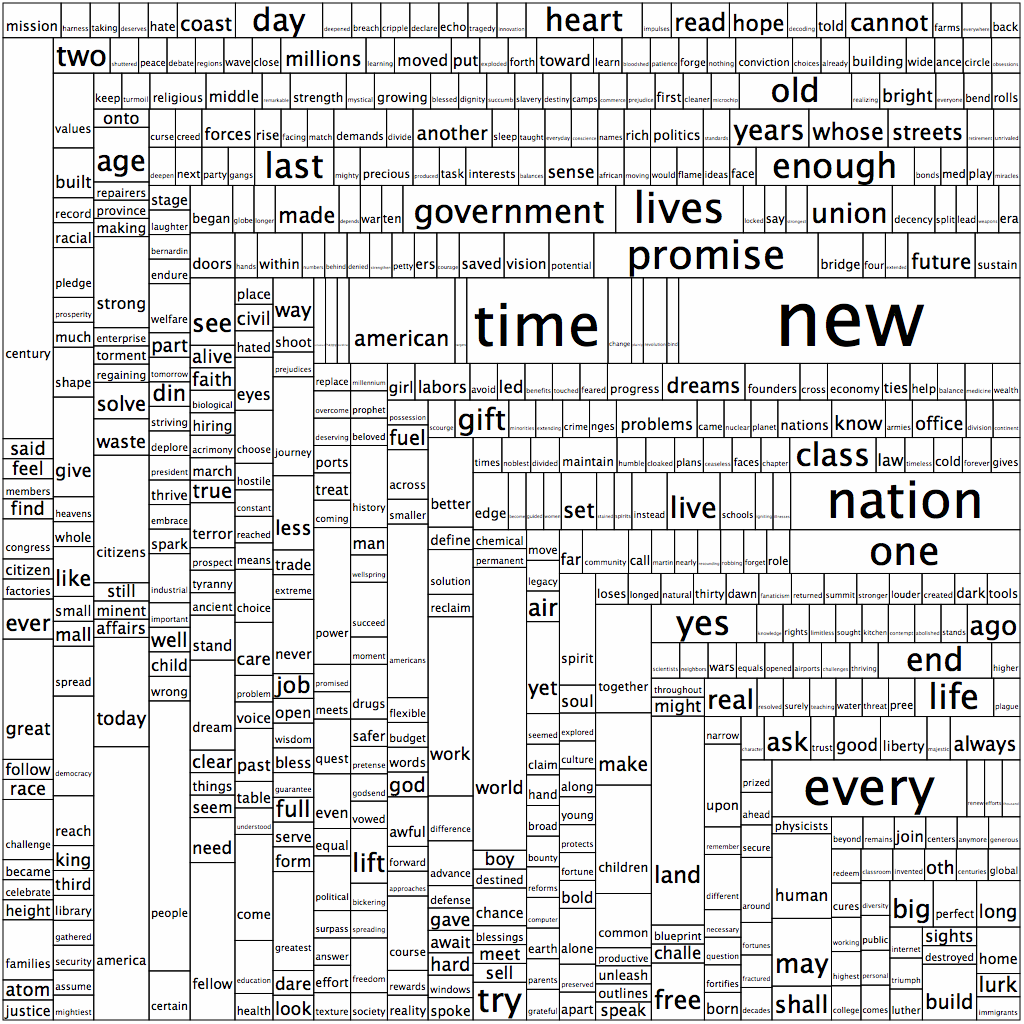 mission harness taking deserves hate coast day deepened breach cripple declare echo tragedy innovation heart impulses read hope decoding told cannot farms everywhere back
two shuttered peace debate regions wave close millions learning moved put exploded forth toward learn bloodshed patience forge nothing conviction choices already building wide ance circle obsessions
keep turmoil religious middle remarkable strength mystical growing blessed dignity succumb slavery destiny camps commerce prejudice first cleaner microchip old realizing bright everyone bend rolls
values onto curse creed forces rise facing match demands divide another sleep taught everyday conscience names rich politics standards years whose streets retirement unrivaled
age deepen next party gangs last mighty precious produced task interests balances sense african moving would flame ideas face enough bonds med play miracles
built repairers stage
record province making laughter began globe longer made depends war ten government lives locked say strongest union decency split lead weapons era
racial bernardin doors hands within numbers behind denied strengthen petty ers courage saved vision potential promise bridge four extended future sustain
pledge endure place way
century prosperity strong welfare see civil shoot american time change revolution bind new
much enterprise part hated
torment alive prejudices
shape regaining tomorrow faith eyes replace millennium girl labors avoid led benefits touched feared progress dreams founders cross economy ties help balance medicine wealth
solve din biological overcome prophet possession scourge gift minorities extending crime nges problems came nuclear planet nations know armies office division continent
striving hiring deserving beloved fuel
said waste deplore acrimony choose journey ports times noblest divided maintain humble cloaked plans ceaseless faces chapter class law timeless cold forever gives
feel give president march hostile treat across
members thrive true better edge become guided women set stained spirits instead live schools igniting nation
find heavens embrace constant coming history smaller
congress whole citizens spark terror reached less man define chemical move far community call martin nearly robbing forget role one
citizen like prospect means trade wellspring solution permanent legacy
factories still industrial tyranny extreme loses longed natural thirty dawn fanaticism returned summit stronger louder created dark tools
ever small minent important ancient choice succeed reclaim air yes knowledge rights limitless sought kitchen contempt abolished stands ago
mall affairs well stand power
spread child care never moment americans spirit scientists neighbors wars equals opened airports challenges thriving end higher
great wrong problem job promised yet together throughout real resolved surely teaching water threat pree life plague
today dream voice open meets drugs flexible soul might
follow democracy clear past wisdom safer budget work seemed explored narrow character ask trust good liberty majestic always
race things bless quest pretense words world claim culture make prized every renew efforts thousand
seem table guarantee godsend god hand along upon
challenge reach understood full even vowed awful difference broad young ahead physicists beyond remains join centers anymore generous
became king need serve equal lift forward boy protects remember secure
celebrate third form bickering approaches advance destined bounty fortune children land human redeem classroom invented oth centuries global
height library people come political defense reforms bold different around cures diversity big perfect long
gathered surpass spreading gave chance computer
families security america greatest answer course await blessings earth alone common blueprint necessary fortunes may working public internet sights home
fellow education hard meet productive challe question destroyed
atom assume certain dare effort freedom rewards windows sell parents preserved unleash free fortifies fractured highest personal triumph build lurk
justice mightiest health look texture society reality spoke try grateful apart outlines speak born decades shall college comes luther immigrants